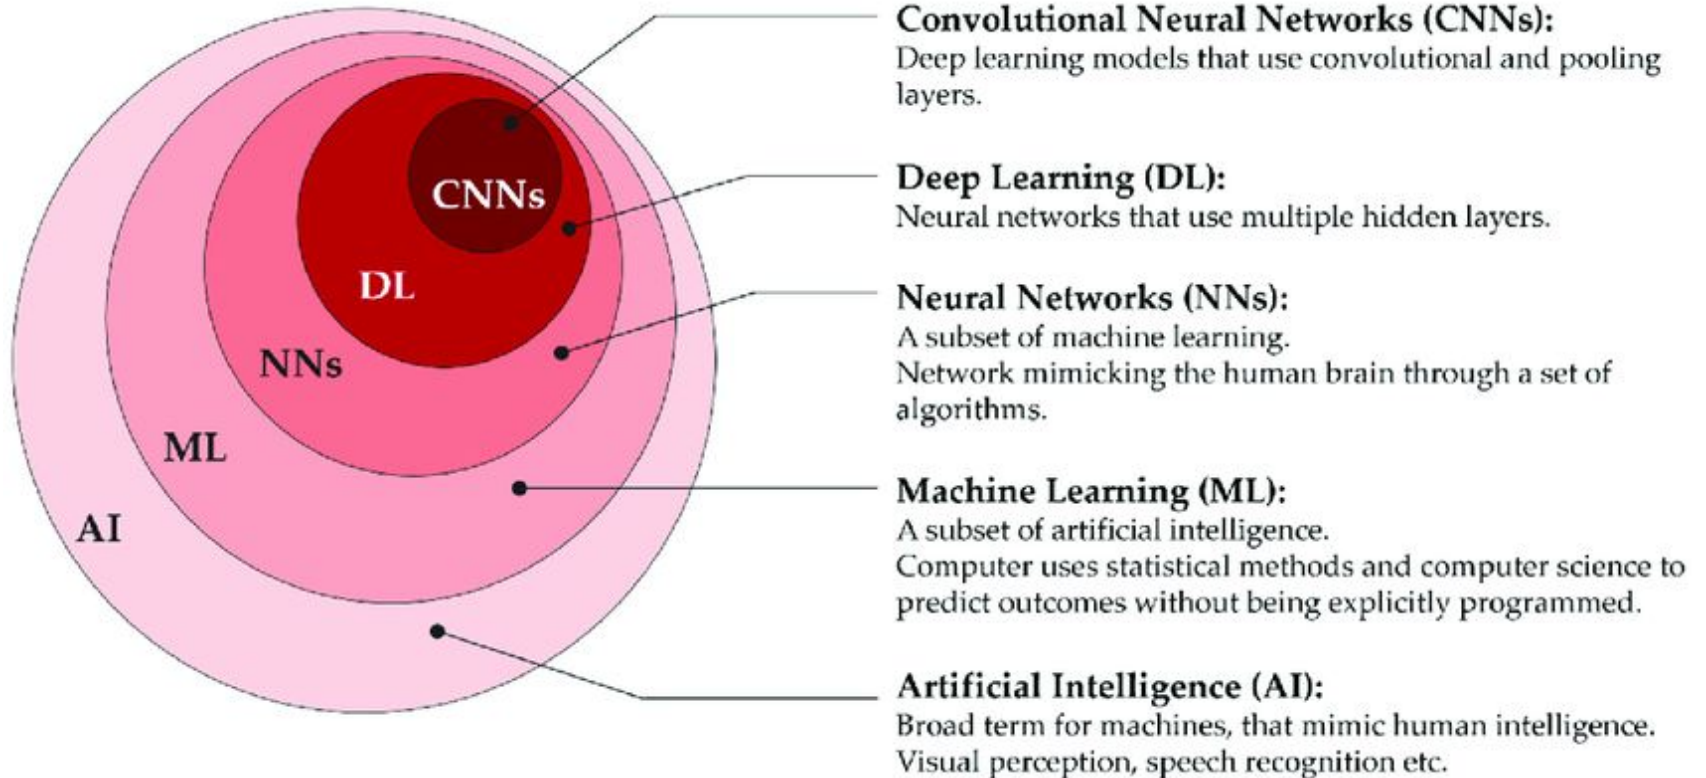 CNNs
DL
NNs
ML
AI
Convolutional Neural Networks (CNNs):
Deep learning models that use convolutional and pooling
layers.
Deep Learning (DL):
Neural networks that use multiple hidden layers.
Neural Networks (NNs):
A subset of machine learning.
Network mimicking the human brain through a set of
algorithms.
Machine Learning (ML):
A subset of artificial intelligence.
Computer uses statistical methods and computer science to
predict outcomes without being explicitly programmed.
Artificial Intelligence (AI):
Broad term for machines, that mimic human intelligence.
Visual perception, speech recognition etc.